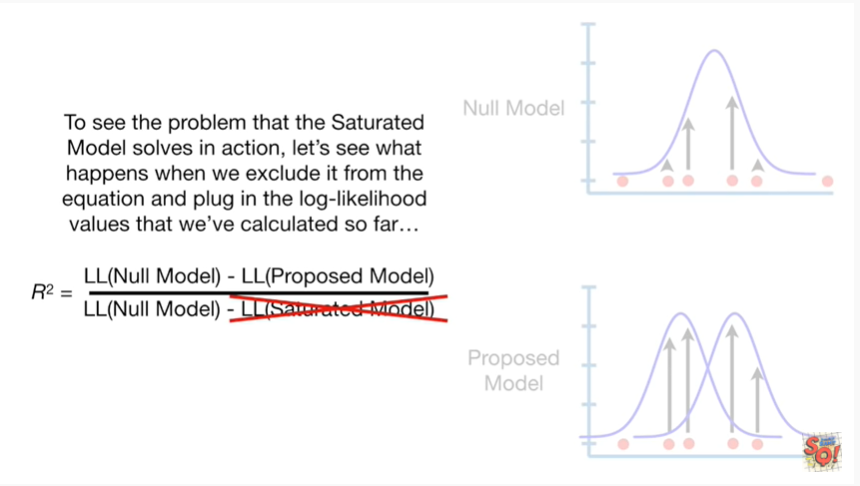 To see the problem that the Saturated
Model solves in action, let’s see what
happens when we exclude it from the
equation and plug in the log-likelihood
values that we’ve calculated so far…
R² =
LL(Null Model) - LL(Proposed Model)
LL(Null Model) - LL(Saturated Model)
Null Model
Proposed
Model
SQ!